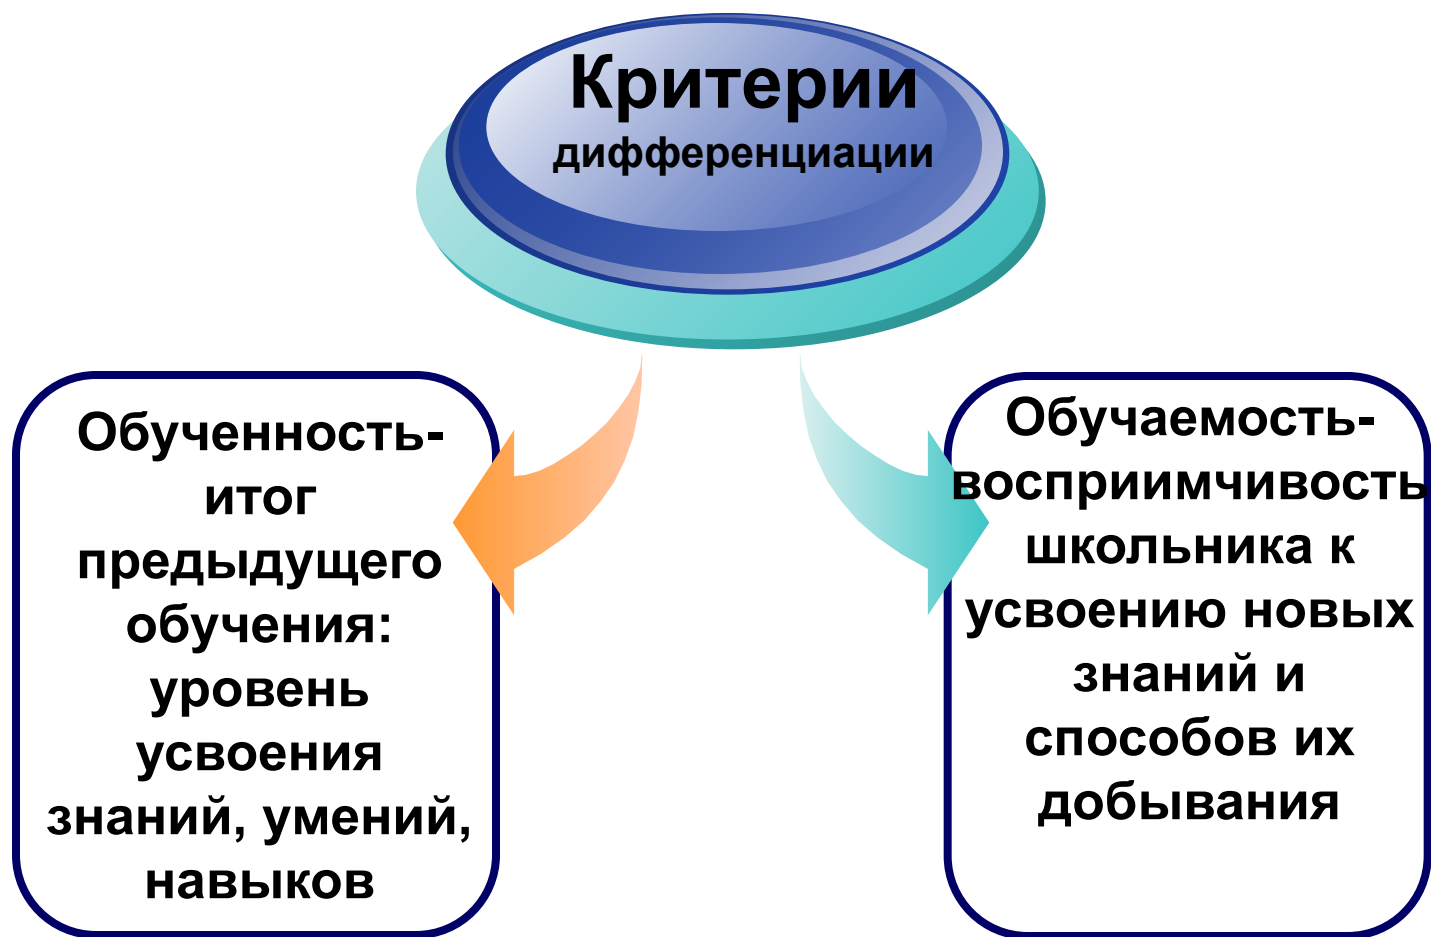 Критерии
дифференциации
Обученность-
итог
предыдущего
обучения:
уровень
усвоения
знаний, умений,
навыков
Обучаемость-
восприимчивость
школьника к
усвоению новых
знаний и
способов их
добывания